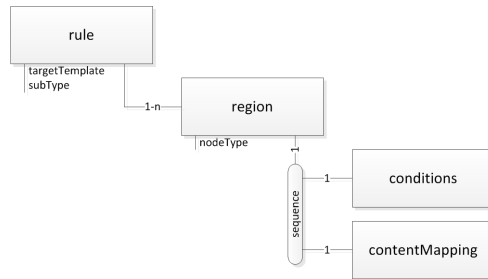 rule
targetTemplate
subType
1-n
region
nodeType
1
sequence
1
conditions
1
contentMapping